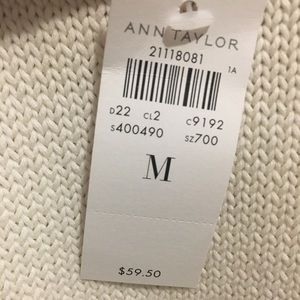 ANN TAYLOR
21118081
1A
D22 CL2 C9192
S400490 SZ700
M
$59.50